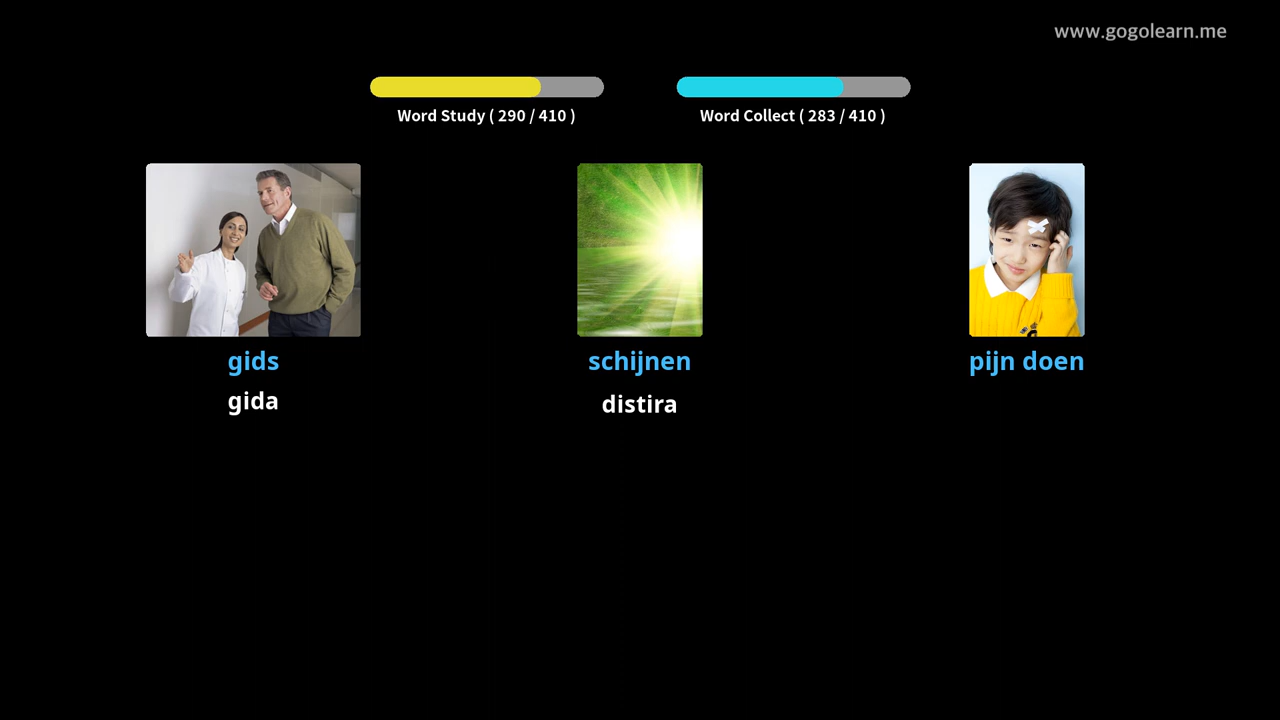 www.gogolearn.me
Word Study ( 290 / 410 )
Word Collect ( 283 / 410 )
gids
schijnen
pijn doen
gida
distira